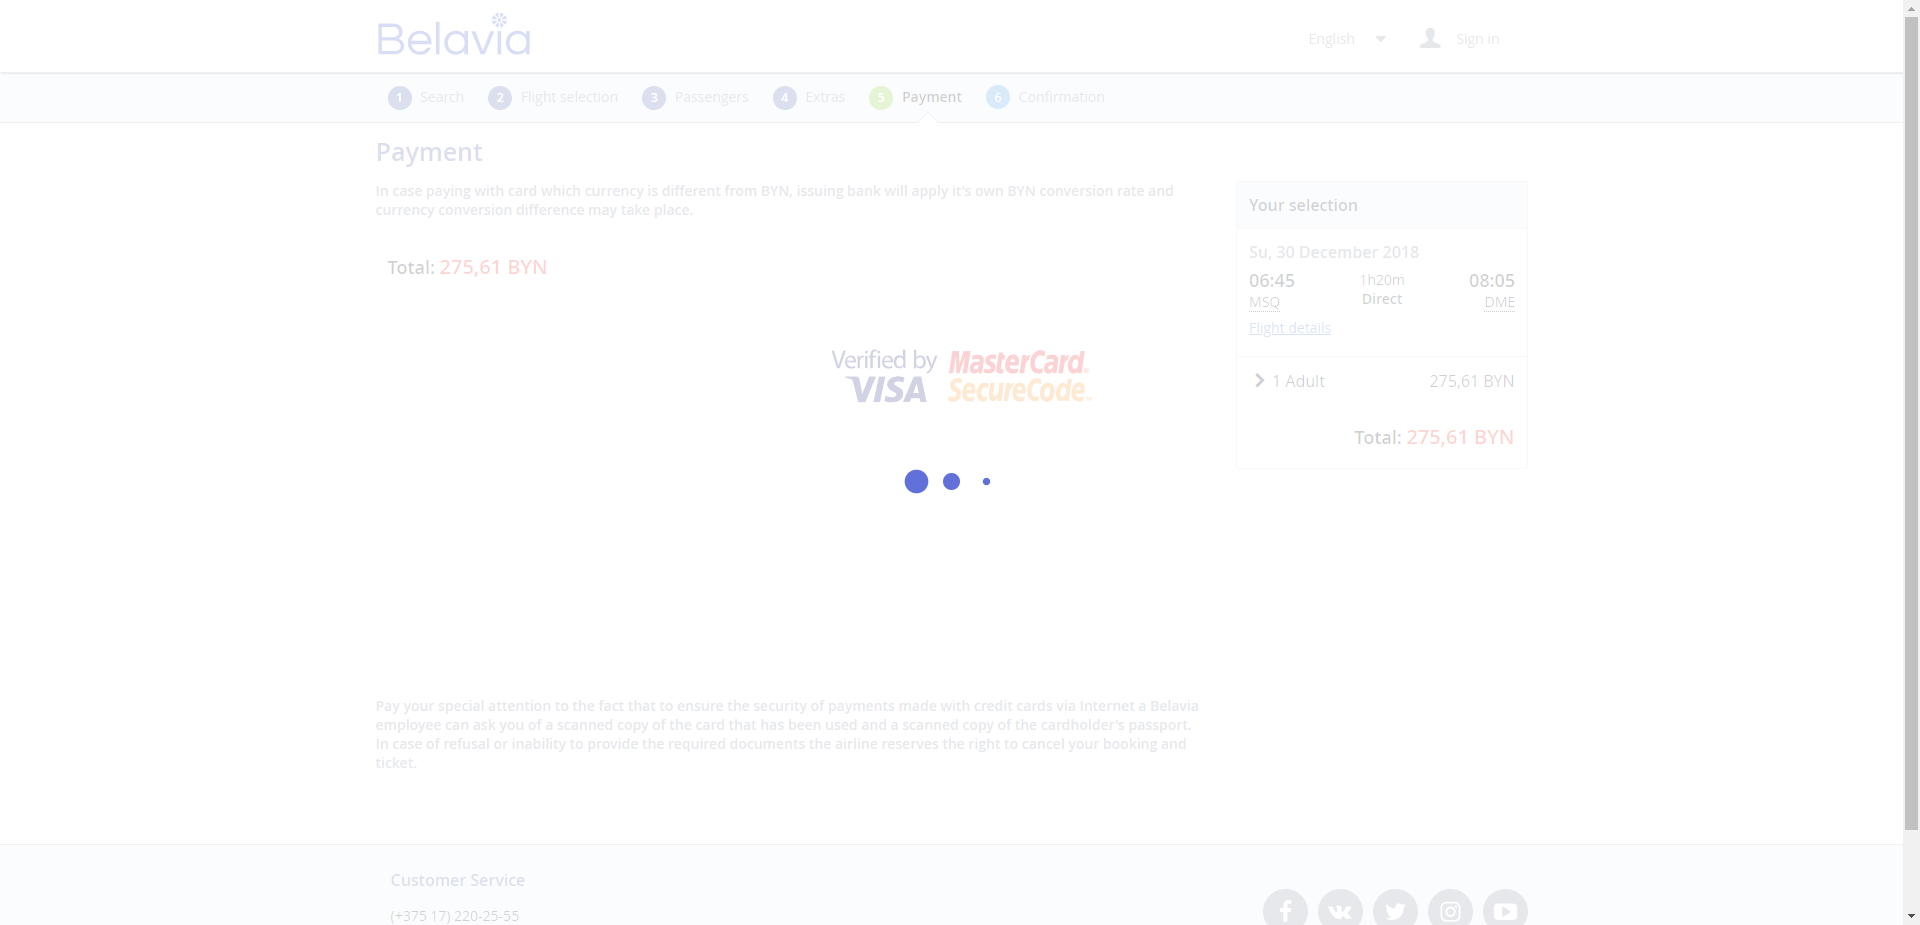 Belavia
English
Sign in
1 Search
2 Flight selection
3 Passengers
4 Extras
5 Payment
6 Confirmation
Payment
In case paying with card which currency is different from BYN, issuing bank will apply it's own BYN conversion rate and
currency conversion difference may take place.
Total: 275,61 BYN
Verified by
VISA
MasterCard
SecureCode
Your selection
Su, 30 December 2018
06:45 1h20m 08:05
MSQ Direct DME
Flight details
1 Adult 275,61 BYN
Total: 275,61 BYN
Pay your special attention to the fact that to ensure the security of payments made with credit cards via Internet a Belavia
employee can ask you of a scanned copy of the card that has been used and a scanned copy of the cardholder's passport.
In case of refusal or inability to provide the required documents the airline reserves the right to cancel your booking and
ticket.
Customer Service
(+375 17) 220-25-55